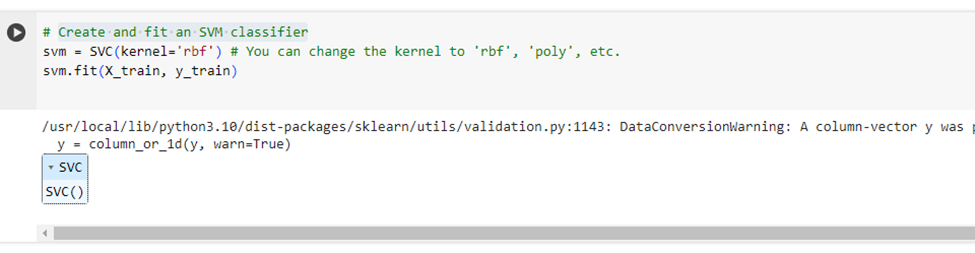 # Create and fit an SVM classifier
svm = SVC(kernel='rbf') # You can change the kernel to 'rbf', 'poly', etc.
svm.fit(X_train, y_train)
/usr/local/lib/python3.10/dist-packages/sklearn/utils/validation.py:1143: DataConversionWarning: A column-vector y was
y = column_or_1d(y, warn=True)
▾ SVC
SVC()